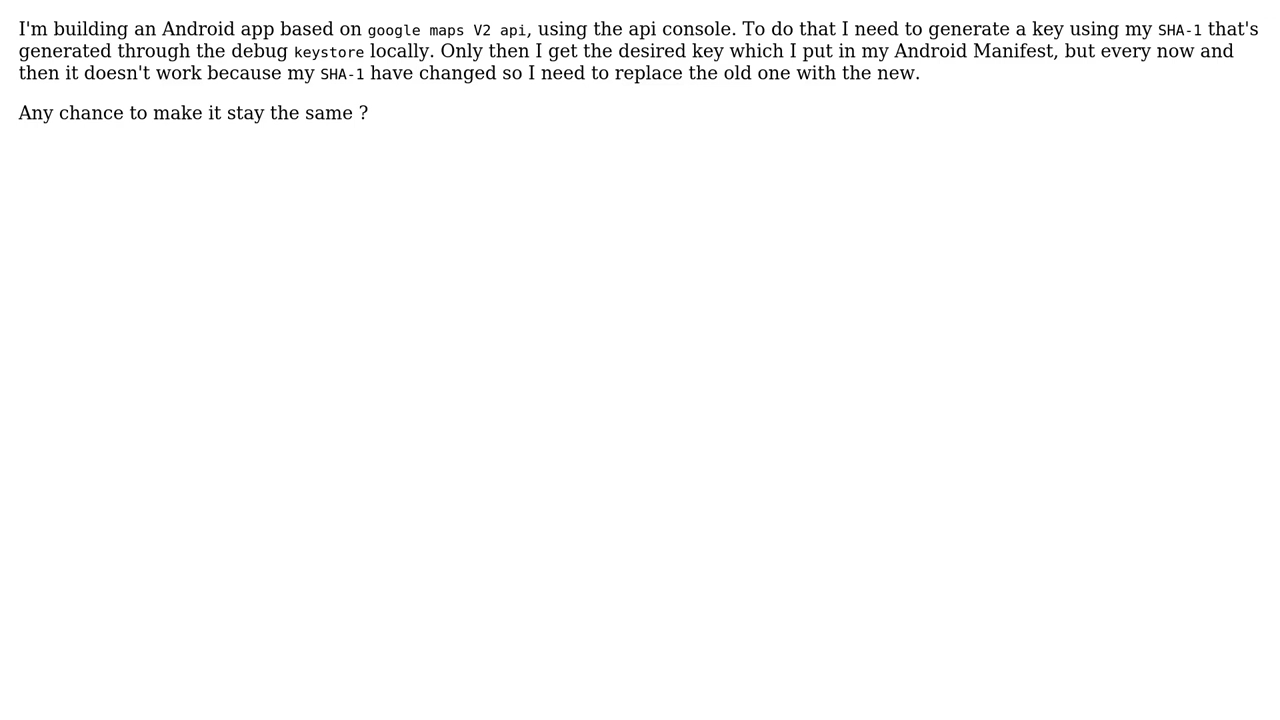 I'm building an Android app based on google maps V2 api, using the api console. To do that I need to generate a key using my SHA-1 that's
generated through the debug keystore locally. Only then I get the desired key which I put in my Android Manifest, but every now and
then it doesn't work because my SHA-1 have changed so I need to replace the old one with the new.
Any chance to make it stay the same ?